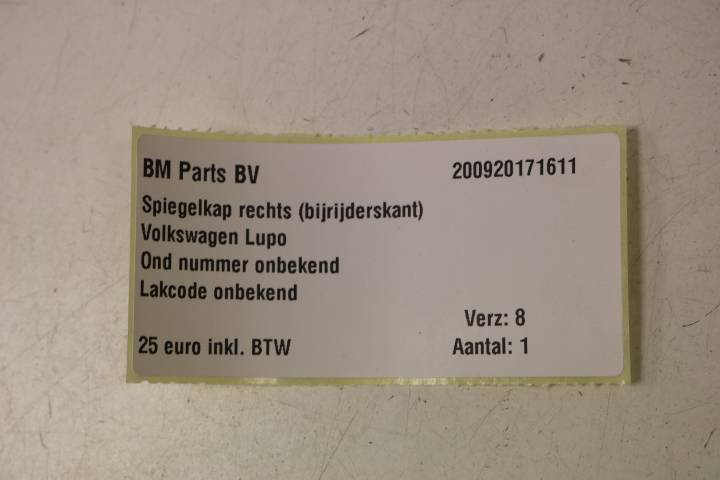 BM Parts BV 200920171611
Spiegelkap rechts (bijrijderskant)
Volkswagen Lupo
Ond nummer onbekend
Lakcode onbekend
Verz: 8
25 euro inkl. BTW Aantal: 1